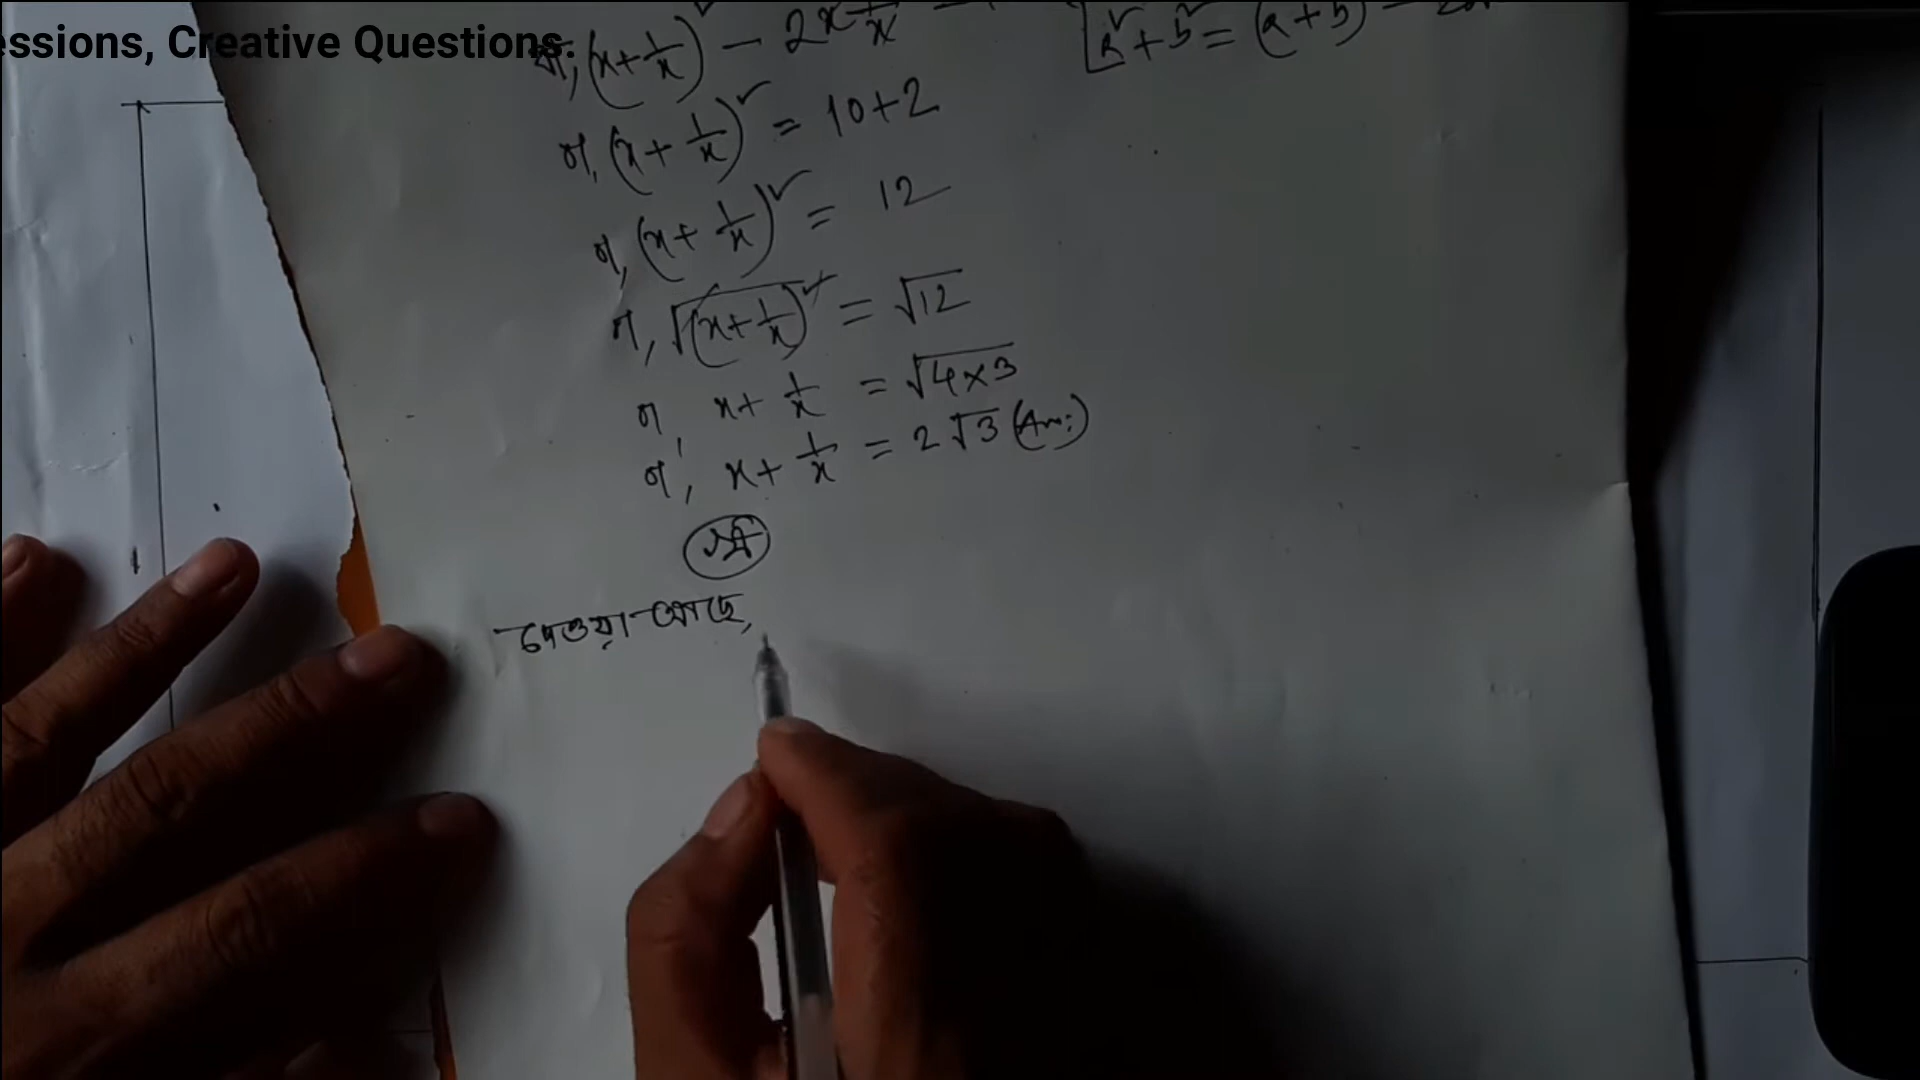 essions, Creative Questions.
বা, (x + 1/x)² − 2x 1/x
[a² + b² = (a + b)² −
বা, (x + 1/x)² = 10+2
বা, (x + 1/x)² = 12
বা, √(x + 1/x)² = √12
বা, x + 1/x = √4×3
বা, x + 1/x = 2√3 (Ans:)
দেওয়া আছে,